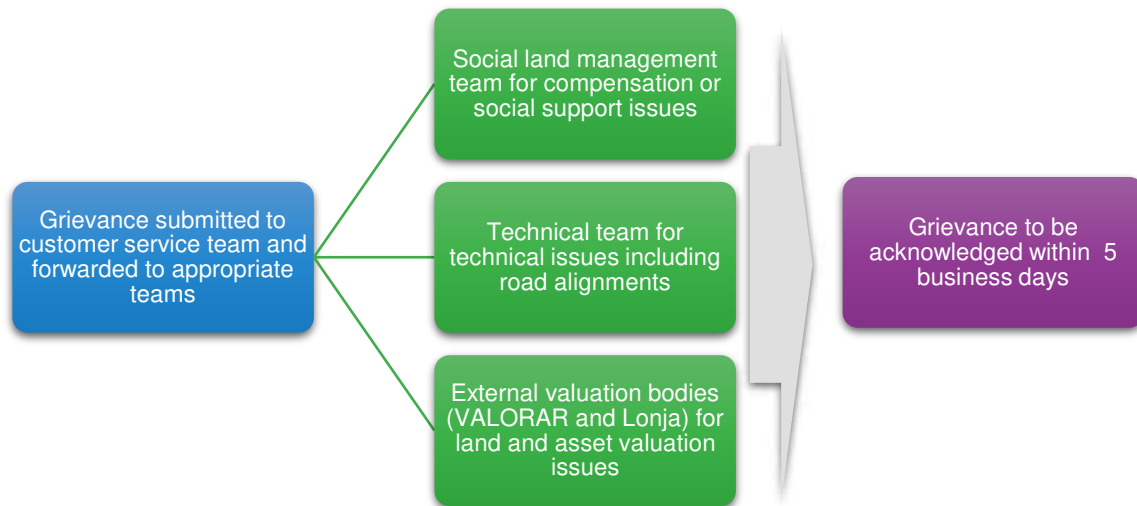 Grievance submitted to
customer service team and
forwarded to appropriate
teams
Social land management
team for compensation or
social support issues
Technical team for
technical issues including
road alignments
External valuation bodies
(VALORAR and Lonja) for
land and asset valuation
issues
Grievance to be
acknowledged within 5
business days